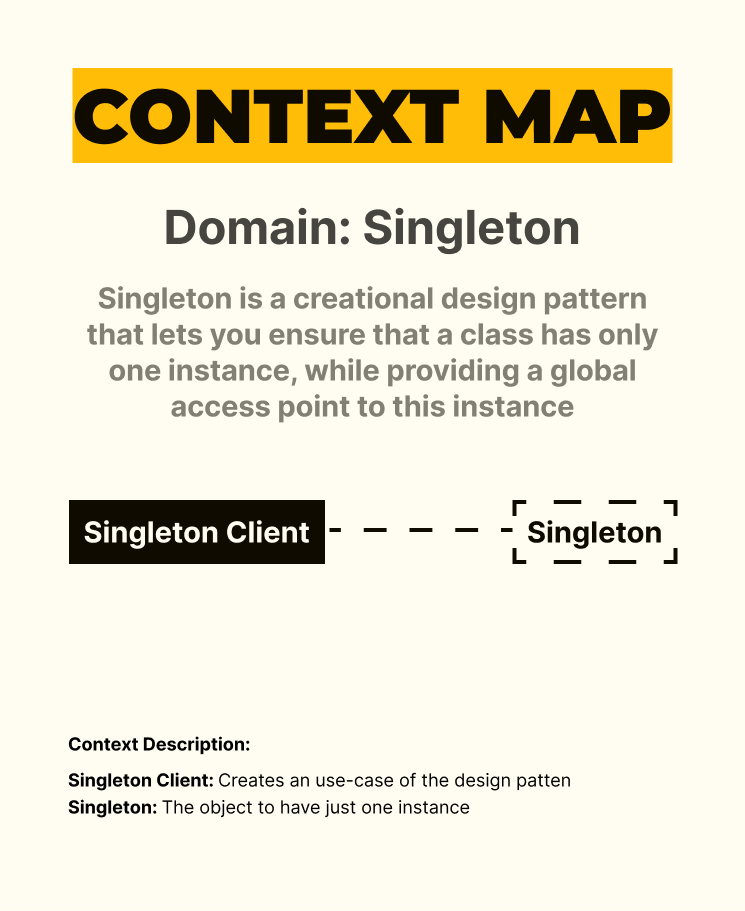 CONTEXT MAP
Domain: Singleton
Singleton is a creational design pattern
that lets you ensure that a class has only
one instance, while providing a global
access point to this instance
Singleton Client
Singleton
Context Description:
Singleton Client: Creates an use-case of the design patten
Singleton: The object to have just one instance